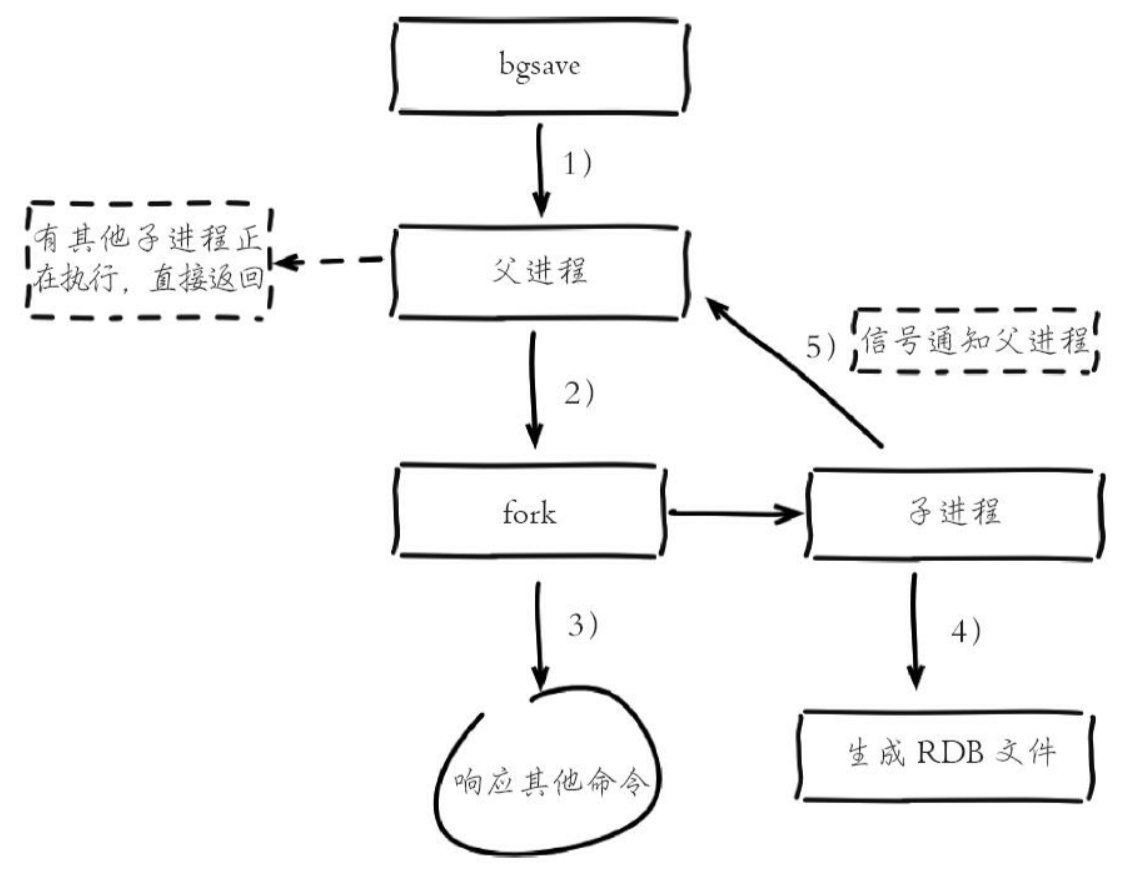 bgsave
1)
有其他子进程正
在执行，直接返回
父进程
5)
信号通知父进程
2)
fork
子进程
3)
4)
响应其他命令
生成 RDB 文件